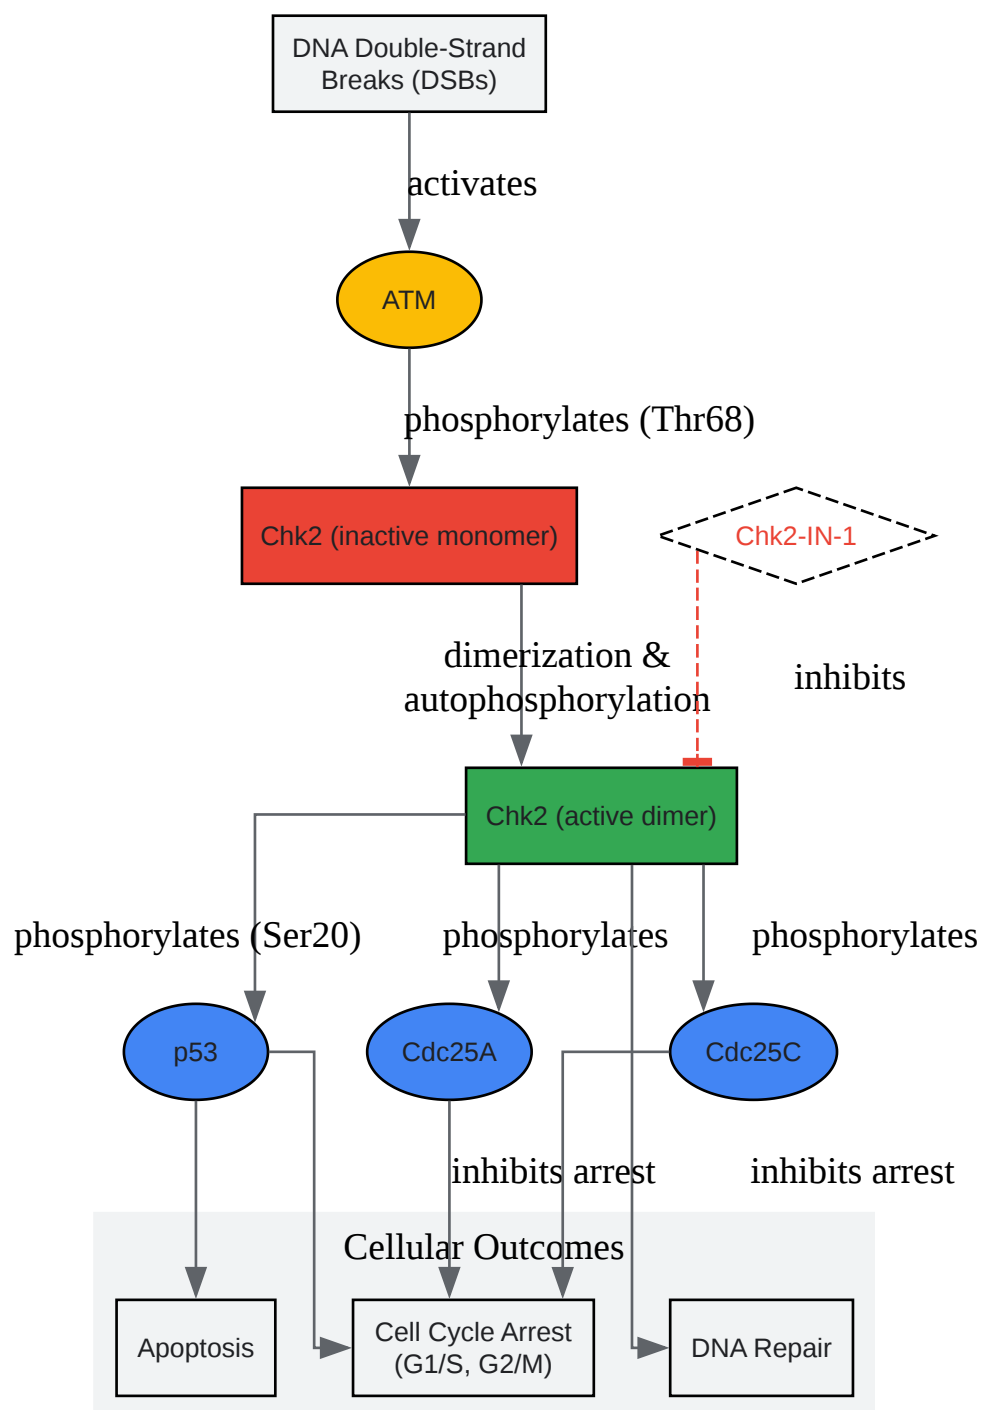 DNA Double-Strand
Breaks (DSBs)
activates
ATM
phosphorylates (Thr68)
Chk2 (inactive monomer)
Chk2-IN-1
dimerization &
autophosphorylation
inhibits
Chk2 (active dimer)
phosphorylates (Ser20)
phosphorylates
phosphorylates
p53
Cdc25A
Cdc25C
inhibits arrest
inhibits arrest
Cellular Outcomes
Apoptosis
Cell Cycle Arrest
(G1/S, G2/M)
DNA Repair